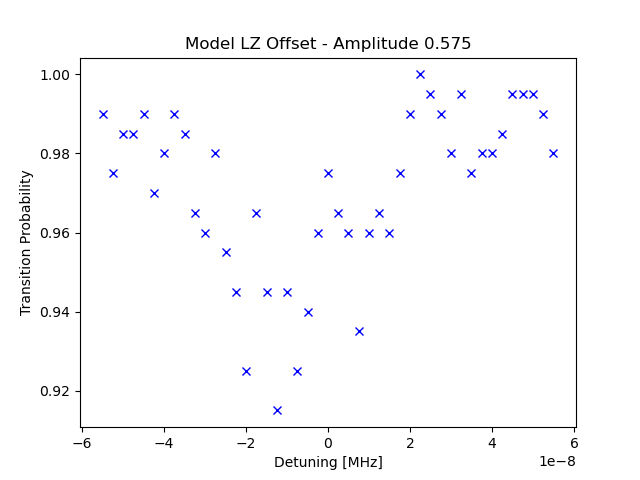 Model LZ Offset - Amplitude 0.575
1.00
0.98
0.96
0.94
0.92
Transition Probability
−6 −4 −2 0 2 4 6
1e−8
Detuning [MHz]